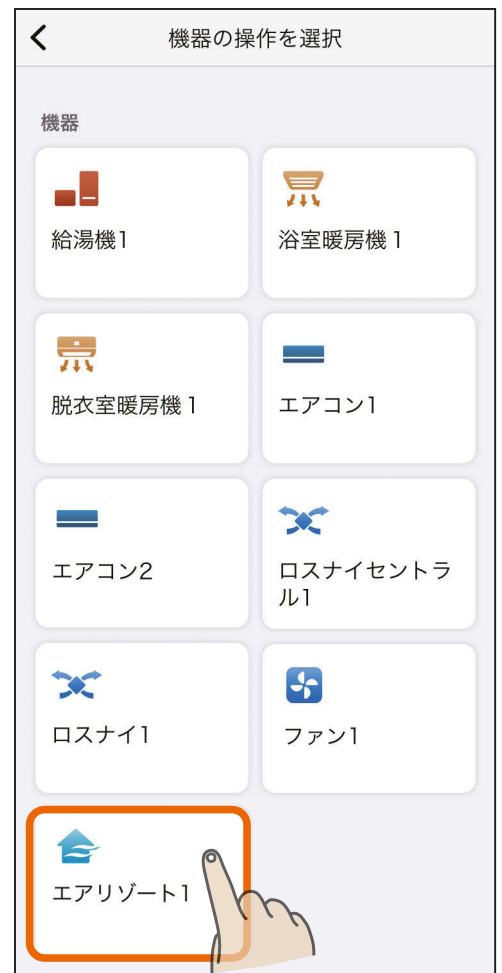 機器の操作を選択
機器
給湯機1
浴室暖房機 1
脱衣室暖房機 1
エアコン1
エアコン2
ロスナイセントラ
ル1
ロスナイ1
ファン1
エアリゾート1